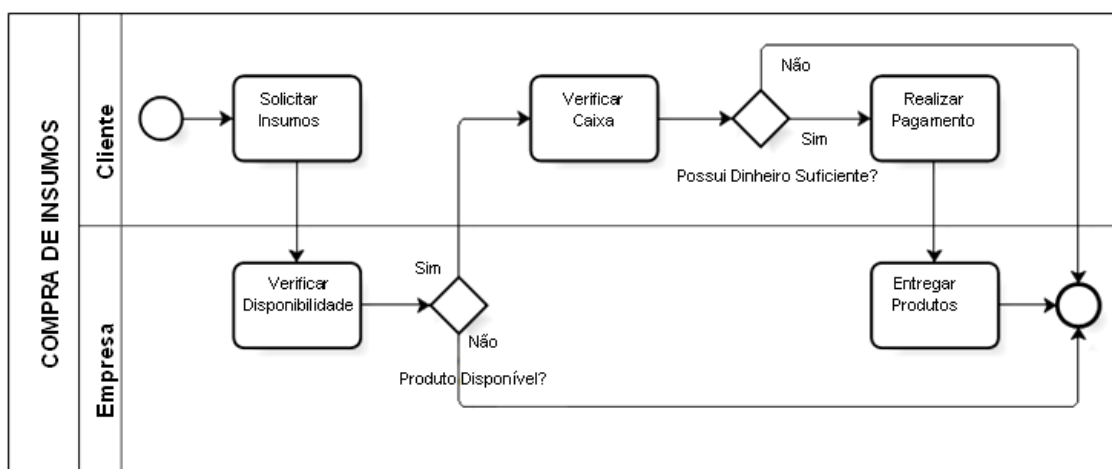 COMPRA DE INSUMOS
Cliente
Solicitar
Insumos
Verificar
Caixa
Não
Sim
Possui Dinheiro Suficiente?
Realizar
Pagamento
Empresa
Verificar
Disponibilidade
Sim
Não
Produto Disponível?
Entregar
Produtos